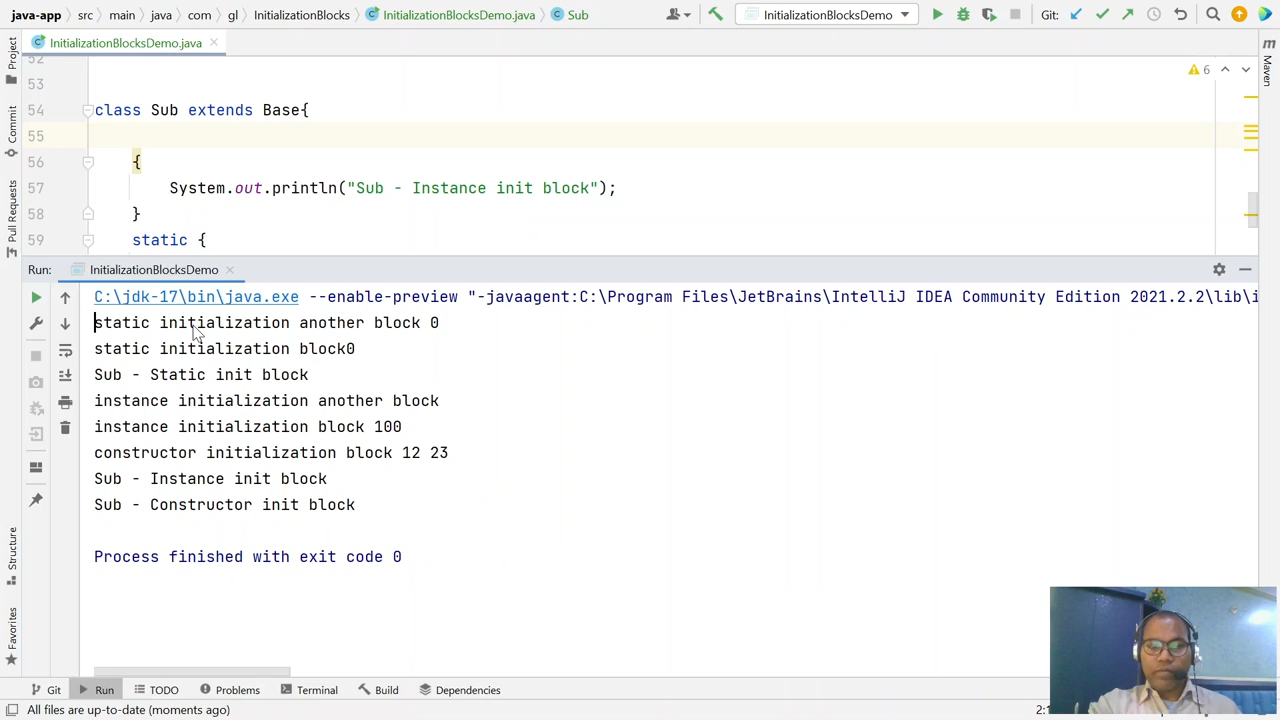 java-app src main java com gl InitializationBlocks InitializationBlocksDemo.java Sub InitializationBlocksDemo Git:
InitializationBlocksDemo.java
Project
Commit
Pull Requests
Structure
Favorites
Maven
52
53
54 class Sub extends Base{
55
56 {
57 System.out.println("Sub - Instance init block");
58 }
59 static {
6
Run: InitializationBlocksDemo
C:\jdk-17\bin\java.exe --enable-preview "-javaagent:C:\Program Files\JetBrains\IntelliJ IDEA Community Edition 2021.2.2\lib\i
static initialization another block 0
static initialization block0
Sub - Static init block
instance initialization another block
instance initialization block 100
constructor initialization block 12 23
Sub - Instance init block
Sub - Constructor init block
Process finished with exit code 0
Git Run TODO Problems Terminal Build Dependencies
All files are up-to-date (moments ago)